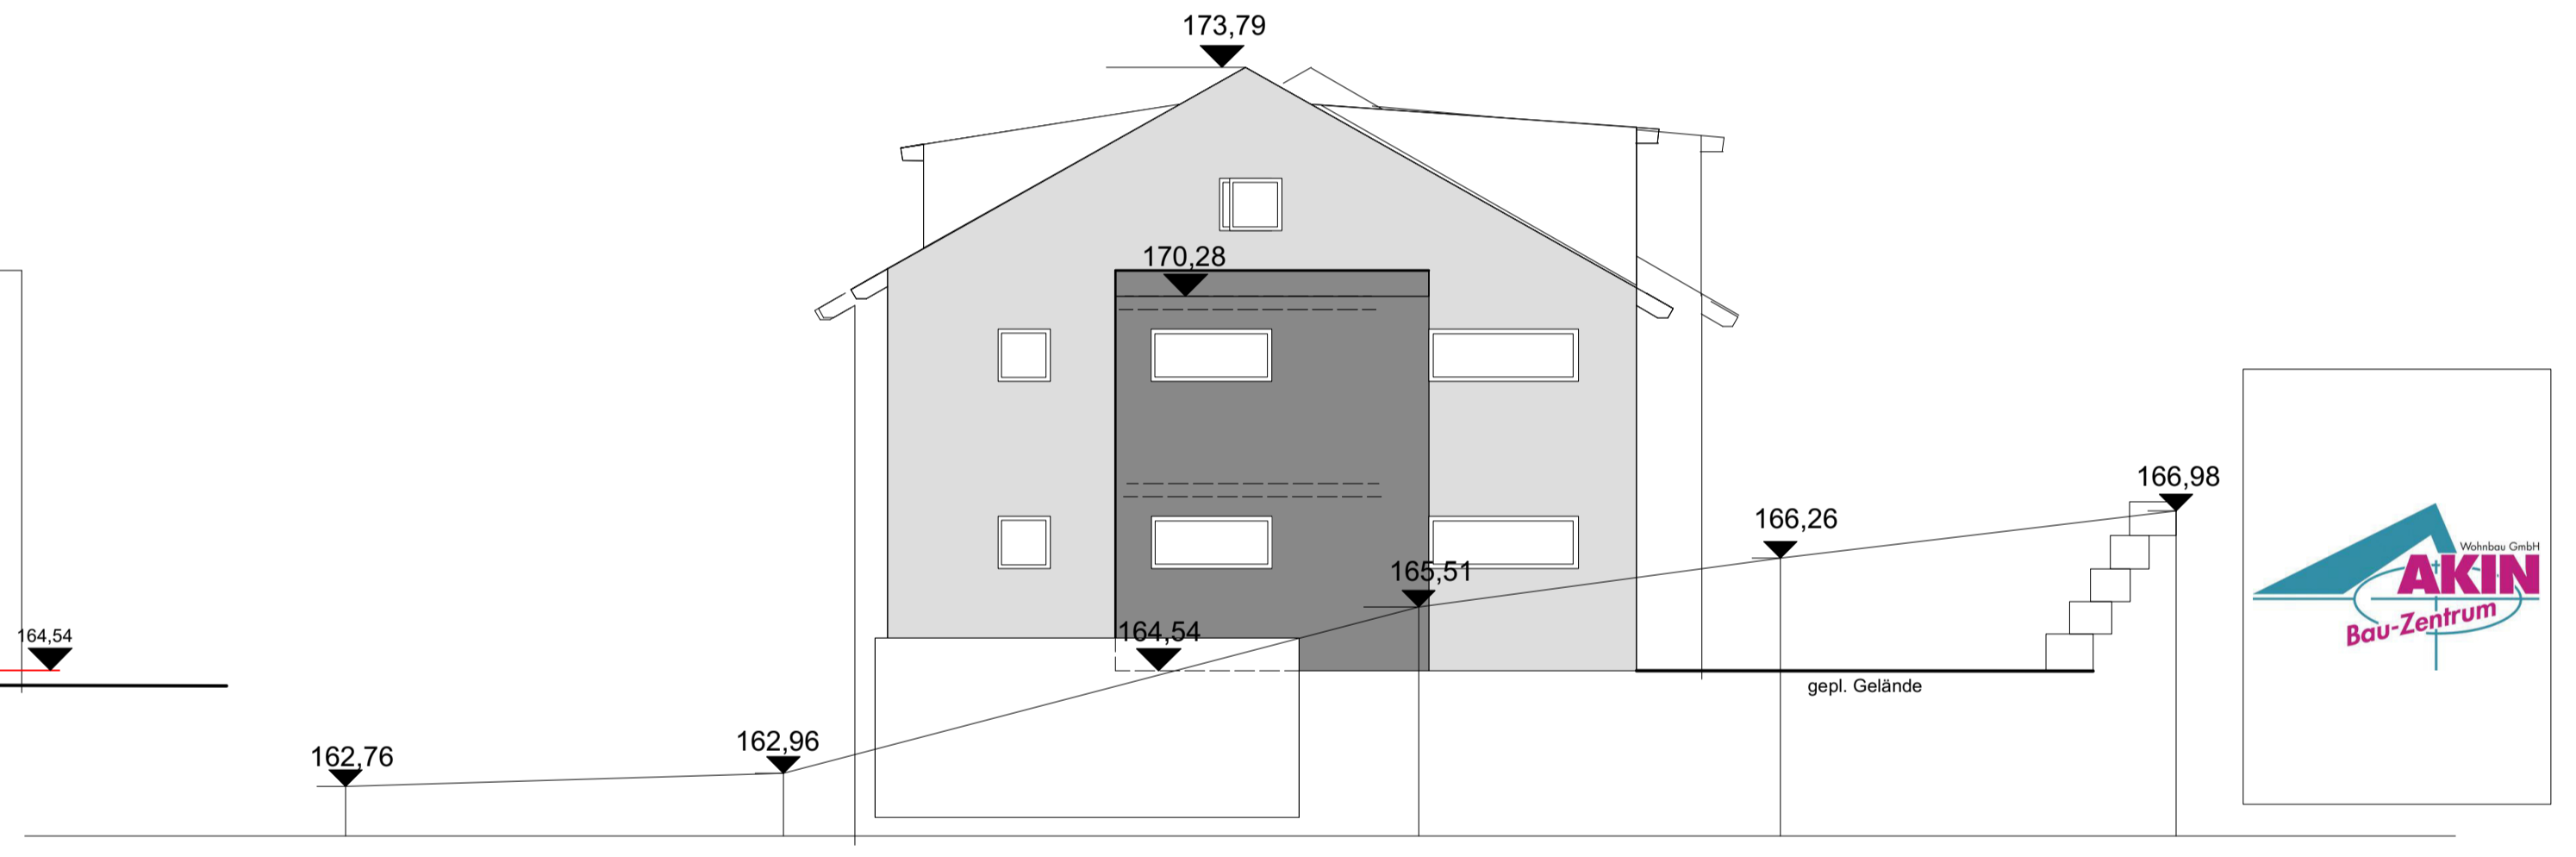 173,79
170,28
166,98
166,26
165,51
164,54
164,54
gepl. Gelände
162,96
162,76
Wohnbau GmbH
AKIN
Bau-Zentrum